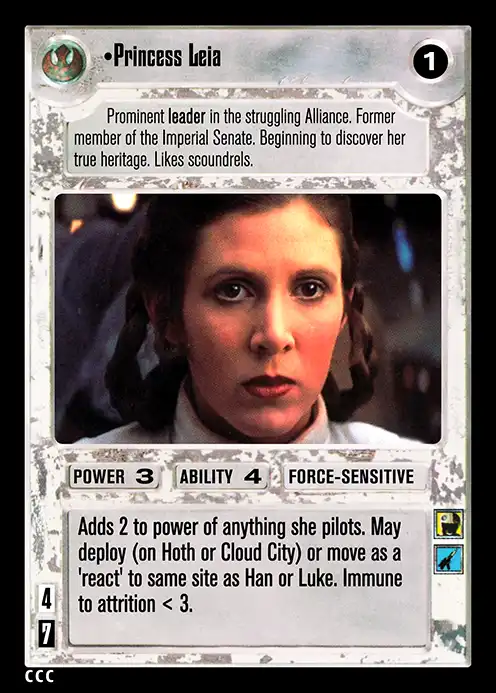 •Princess Leia
1
Prominent leader in the struggling Alliance. Former
member of the Imperial Senate. Beginning to discover her
true heritage. Likes scoundrels.
POWER 3 ABILITY 4 FORCE-SENSITIVE
Adds 2 to power of anything she pilots. May
deploy (on Hoth or Cloud City) or move as a
'react' to same site as Han or Luke. Immune
to attrition < 3.
4
7
CCC